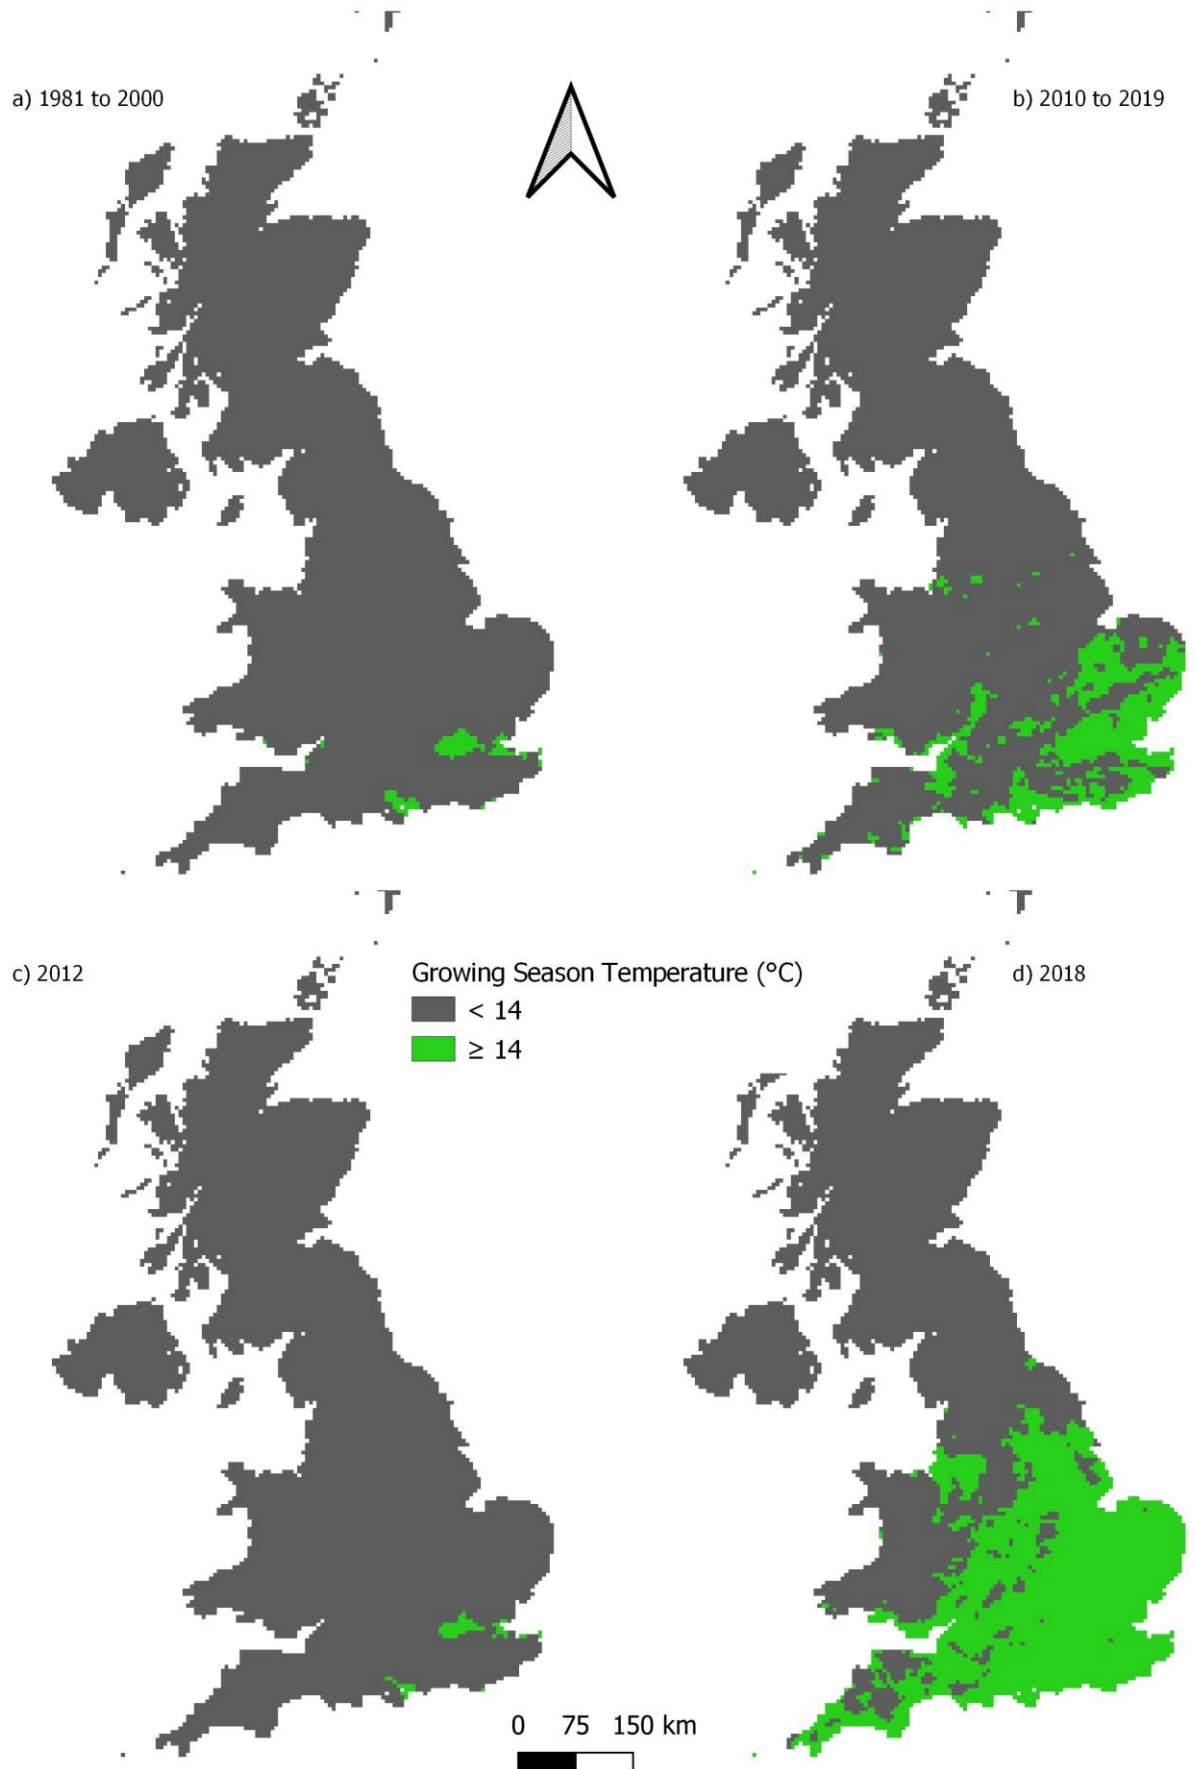 a) 1981 to 2000
b) 2010 to 2019
c) 2012
Growing Season Temperature (°C)
< 14
≥ 14
d) 2018
0 75 150 km